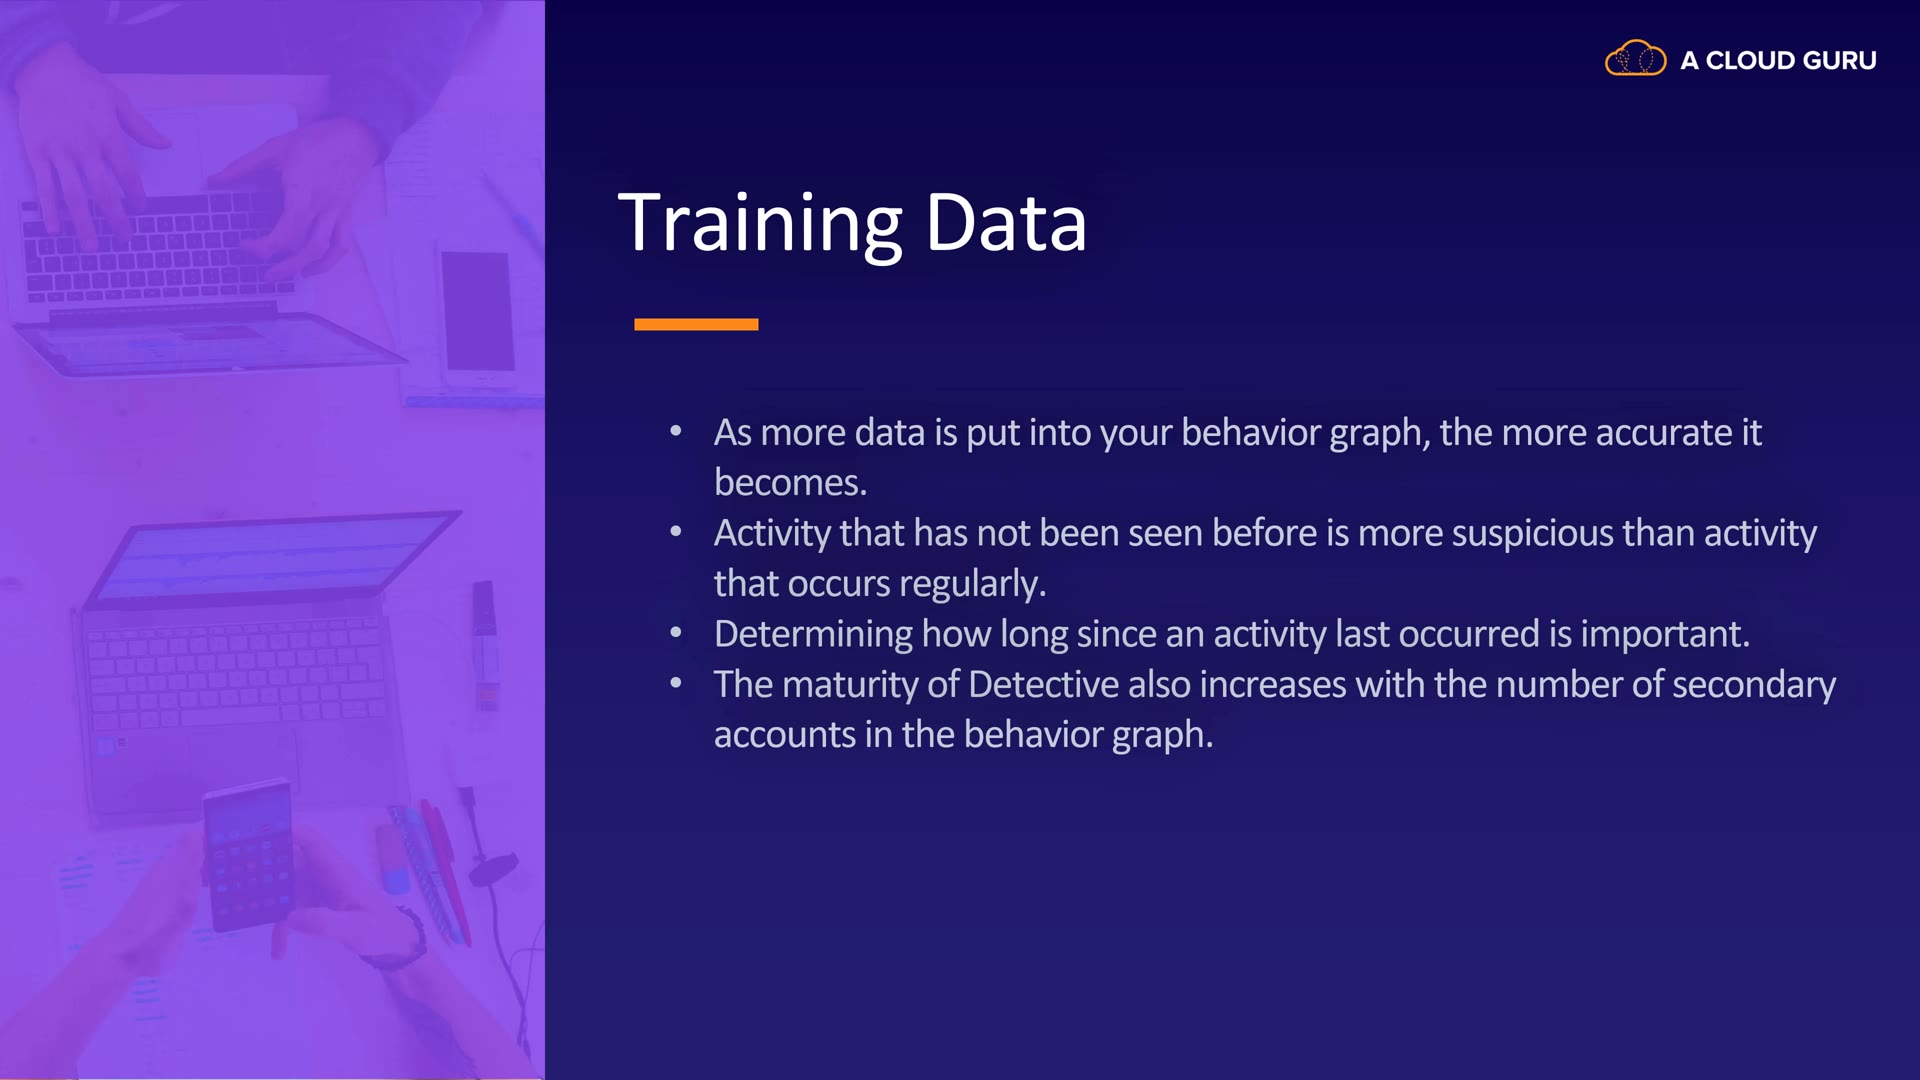 A CLOUD GURU
Training Data
• As more data is put into your behavior graph, the more accurate it
becomes.
• Activity that has not been seen before is more suspicious than activity
that occurs regularly.
• Determining how long since an activity last occurred is important.
• The maturity of Detective also increases with the number of secondary
accounts in the behavior graph.